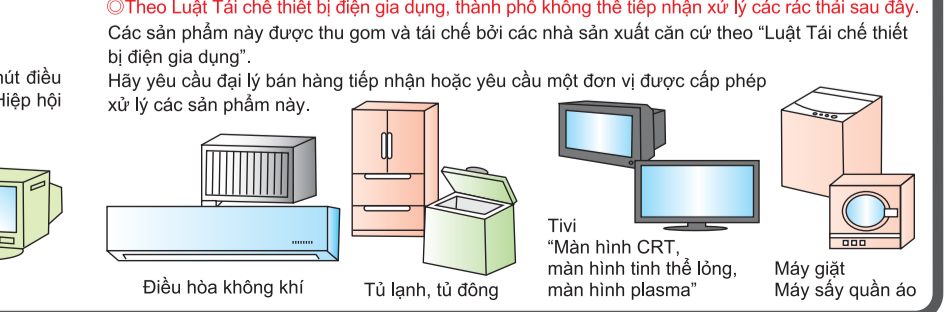 ◎Theo Luật Tái chế thiết bị điện gia dụng, thành phố không thể tiếp nhận xử lý các rác thải sau đây.
Các sản phẩm này được thu gom và tái chế bởi các nhà sản xuất căn cứ theo “Luật Tái chế thiết
bị điện gia dụng”.
Hãy yêu cầu đại lý bán hàng tiếp nhận hoặc yêu cầu một đơn vị được cấp phép
xử lý các sản phẩm này.
điều
Hiệp hội
Điều hòa không khí
Tủ lạnh, tủ đông
Tivi
“Màn hình CRT,
màn hình tinh thể lỏng,
màn hình plasma”
Máy giặt
Máy sấy quần áo